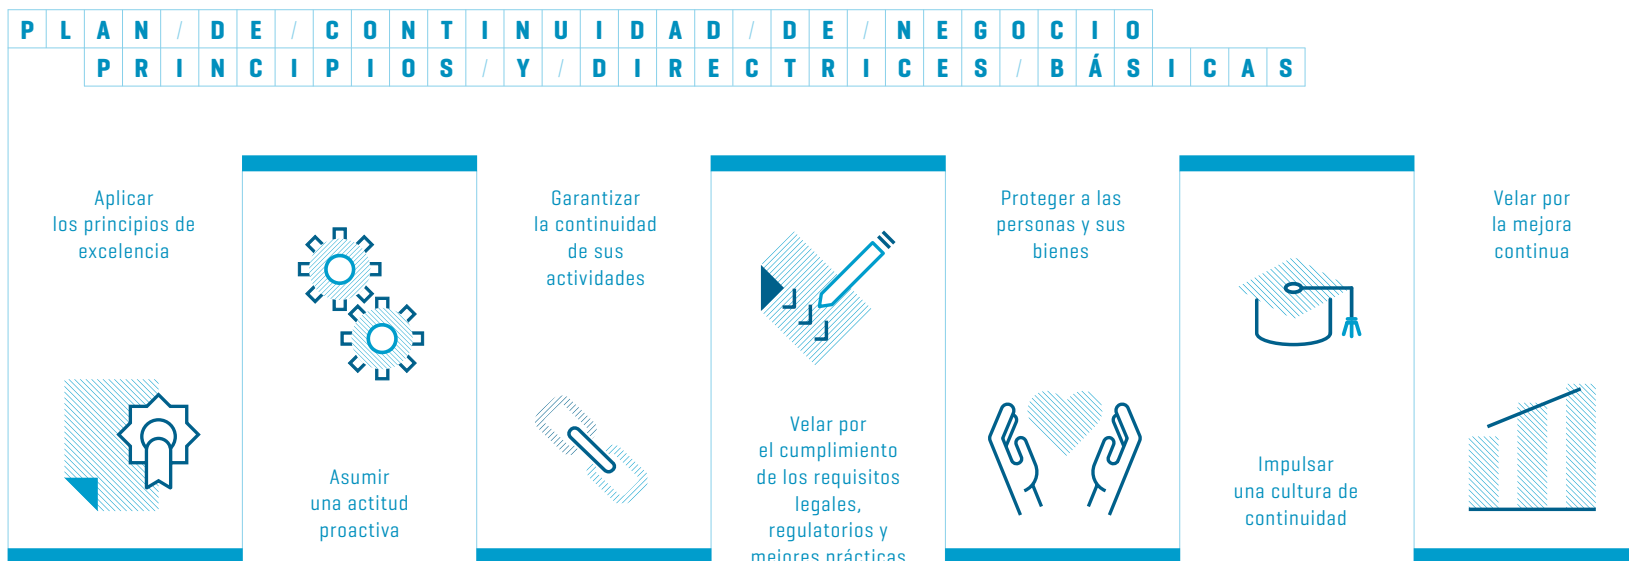 PLAN/DE/CONTINUIDAD/DE/NEGOCIO
PRINCIPIOS/Y/DIRECTRICES/BÁSICAS
Aplicar
los principios de
excelencia
Asumir
una actitud
proactiva
Garantizar
la continuidad
de sus
actividades
Velar por
el cumplimiento
de los requisitos
legales,
regulatorios y
mejores prácticas
Proteger a las
personas y sus
bienes
Impulsar
una cultura de
continuidad
Velar por
la mejora
continua